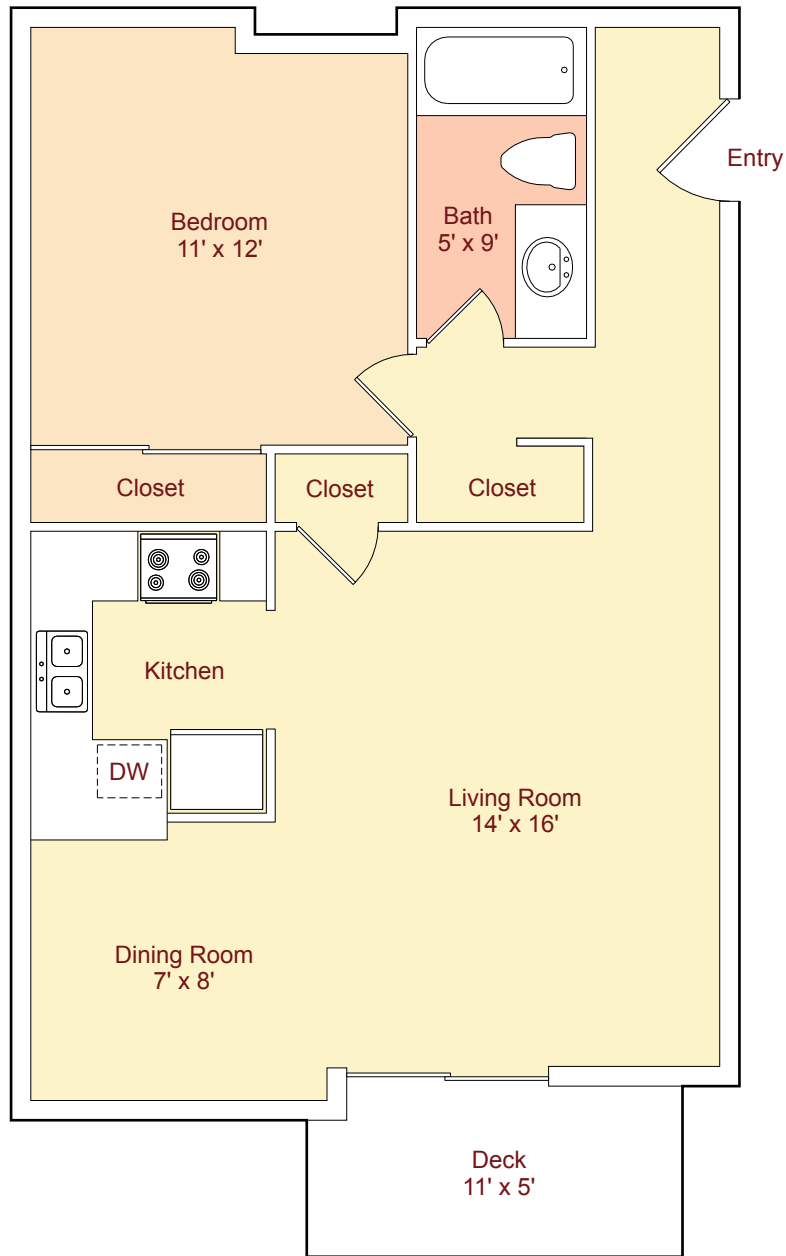 Entry
Bedroom
11' x 12'
Bath
5' x 9'
Closet
Closet
Closet
Kitchen
DW
Living Room
14' x 16'
Dining Room
7' x 8'
Deck
11' x 5'